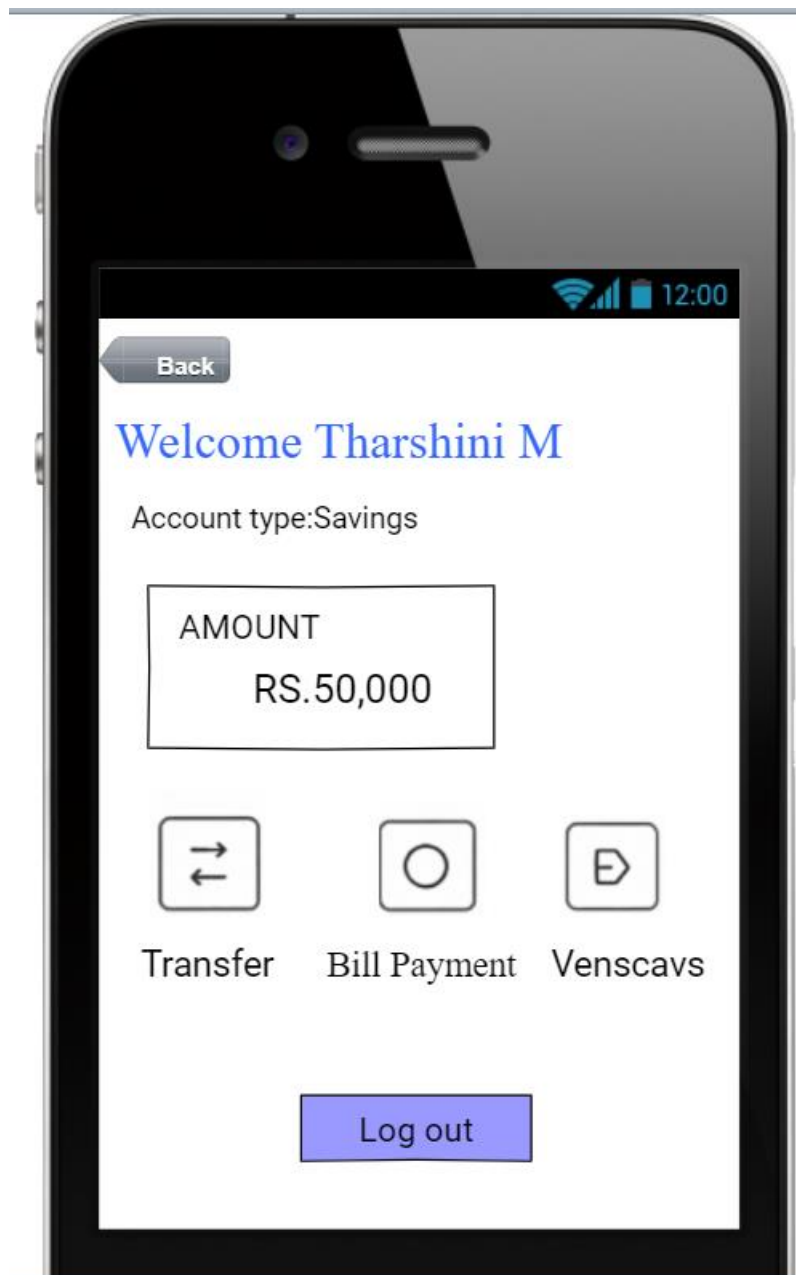 12:00
Back
Welcome Tharshini M
Account type:Savings
AMOUNT
RS.50,000
Transfer Bill Payment Venscavs
Log out